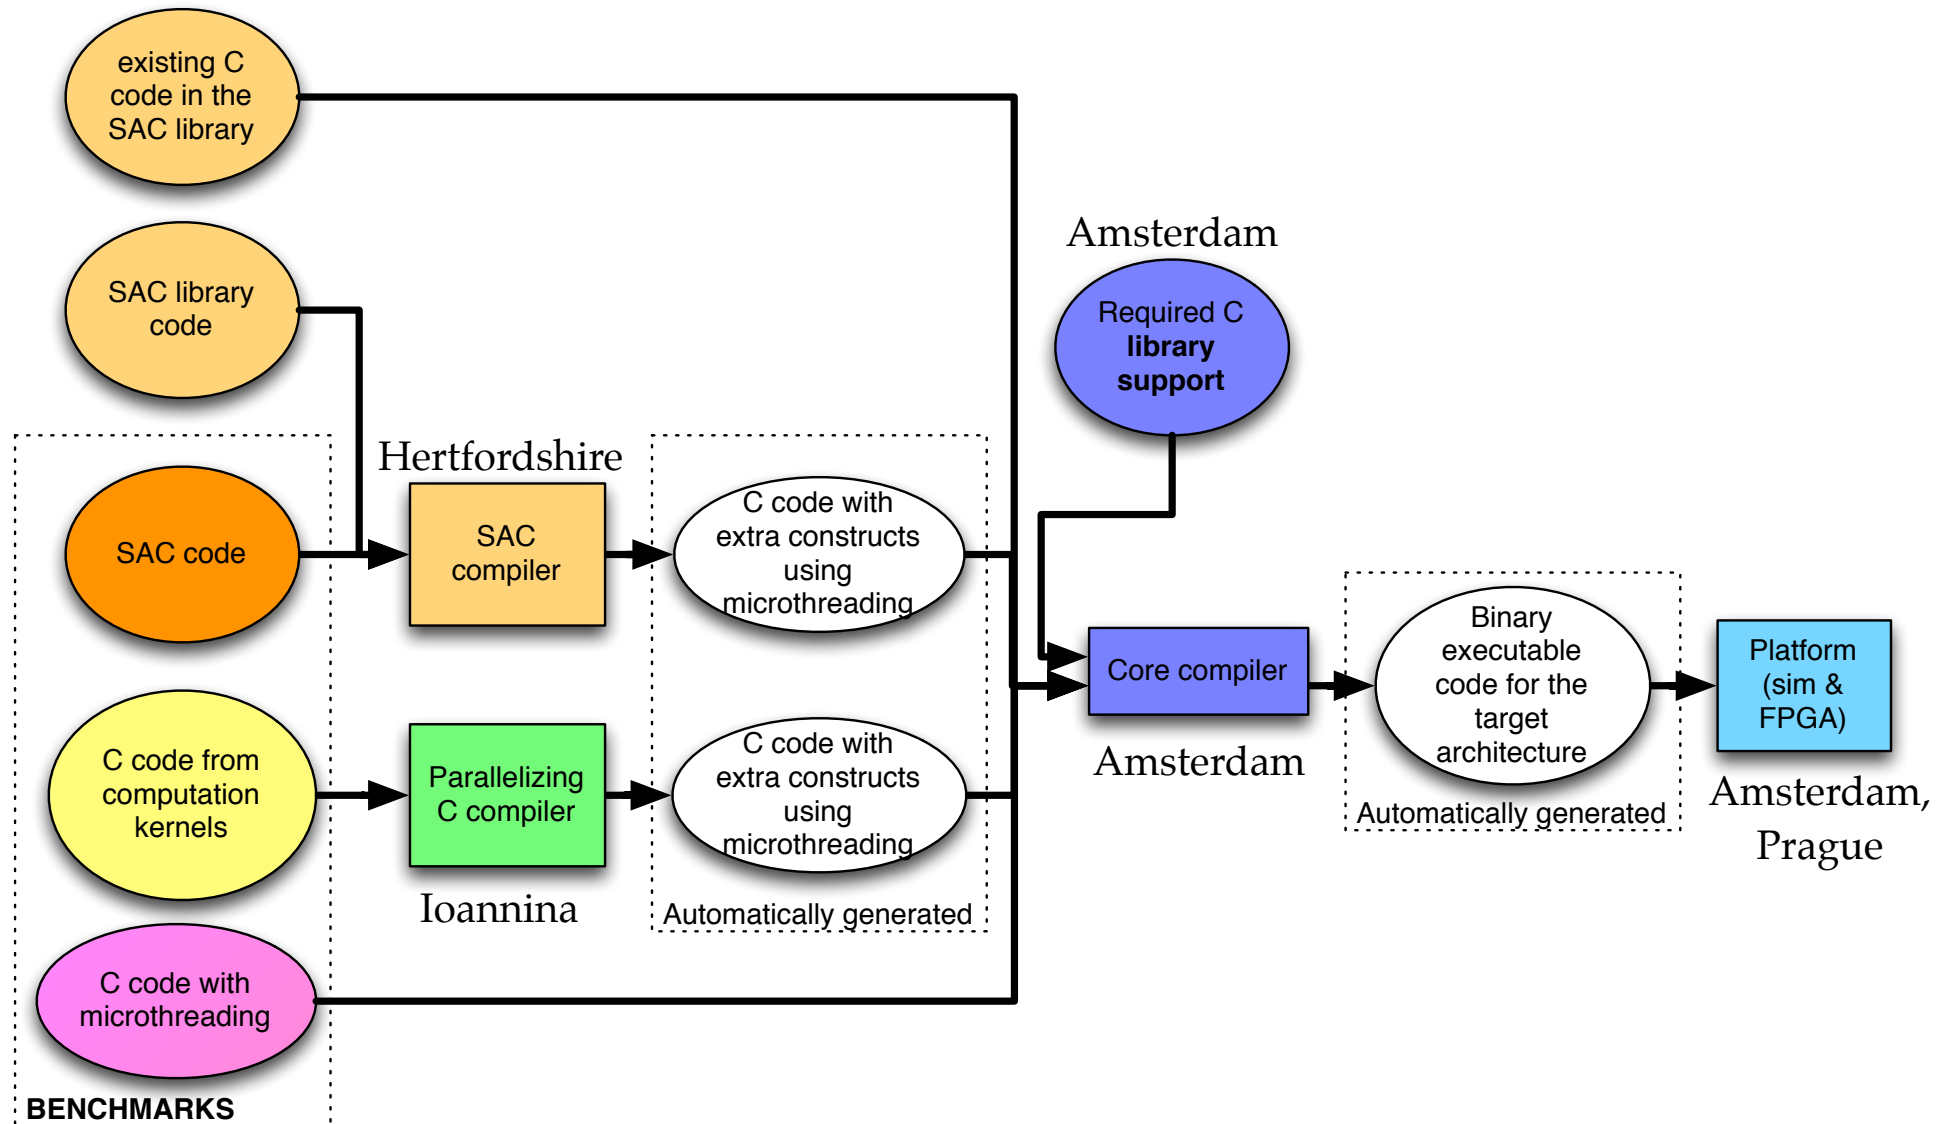 existing C
code in the
SAC library
SAC library
code
Amsterdam
Required C
library
support
Hertfordshire
SAC code
SAC
compiler
C code with
extra constructs
using
microthreading
C code from
computation
kernels
Parallelizing
C compiler
Ioannina
C code with
extra constructs
using
microthreading
Automatically generated
Core compiler
Amsterdam
Binary
executable
code for the
target
architecture
Automatically generated
Platform
(sim &
FPGA)
Amsterdam,
Prague
C code with
microthreading
BENCHMARKS